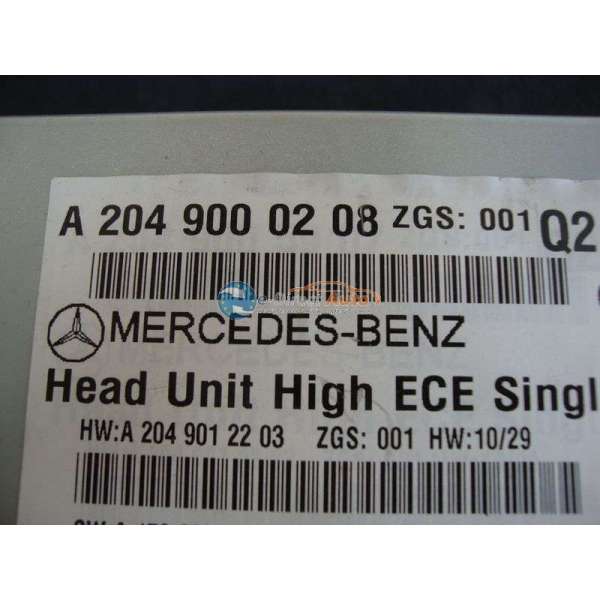 A 204 900 02 08 ZGS: 001 Q2
MERCEDES-BENZ
Head Unit High ECE Singl
HW:A 204 901 22 03 ZGS: 001 HW:10/29